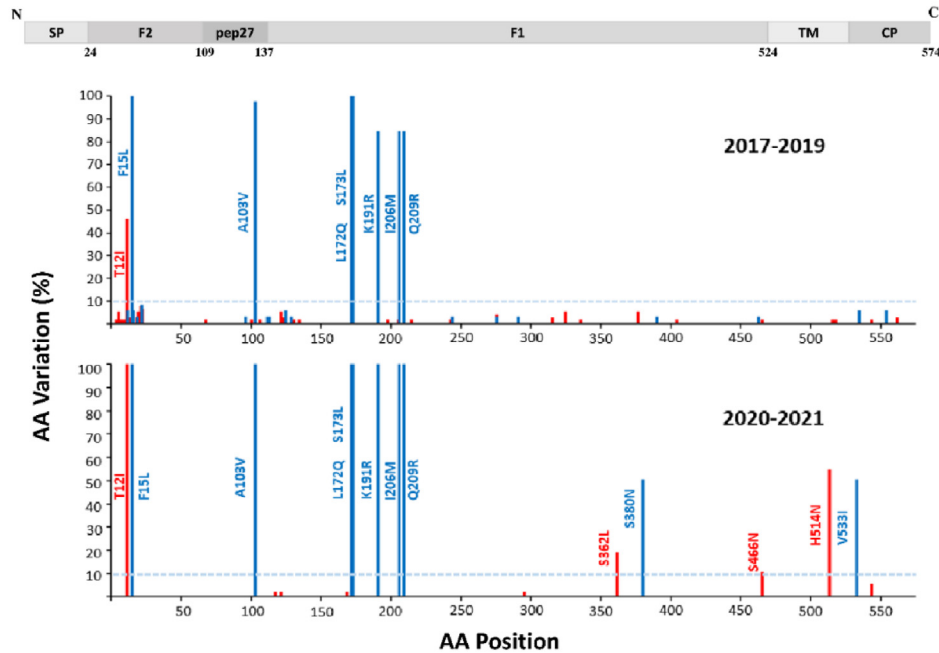 N C
SP F2 pep27 F1 TM CP
24 109 137 524 574
AA Variation (%)
100
90
80
70
60
50
40
30
20
10
2017-2019
T12I
F15L
A103V
L172Q S173L
K191R
I206M
Q209R
50 100 150 200 250 300 350 400 450 500 550
100
90
80
70
60
50
40
30
20
10
2020-2021
T12I
F15L
A103V
L172Q S173L
K191R
I206M
Q209R
S362L
S380N
S466N
H514N
V533I
50 100 150 200 250 300 350 400 450 500 550
AA Position